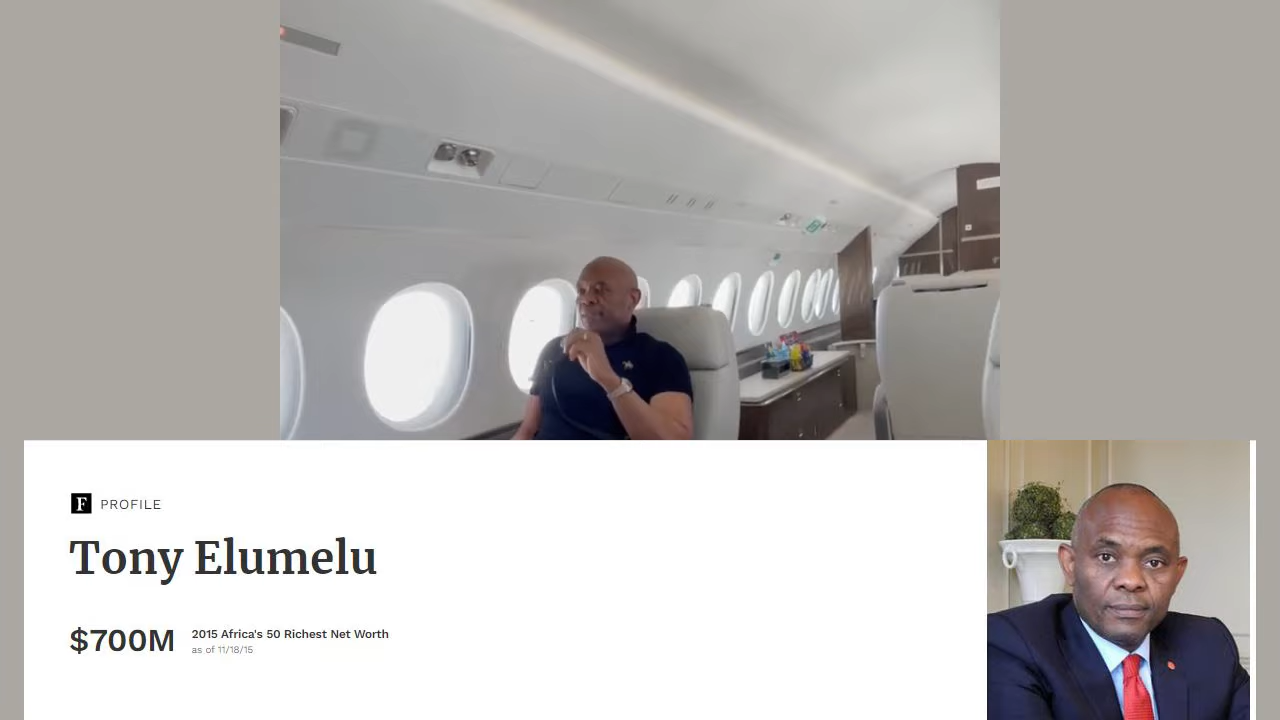 F PROFILE
Tony Elumelu
$700M 2015 Africa's 50 Richest Net Worth
as of 11/18/15